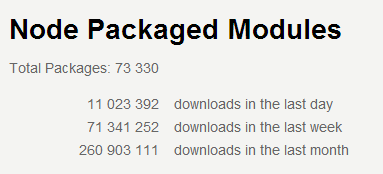 Node Packaged Modules
Total Packages: 73 330
11 023 392 downloads in the last day
71 341 252 downloads in the last week
260 903 111 downloads in the last month